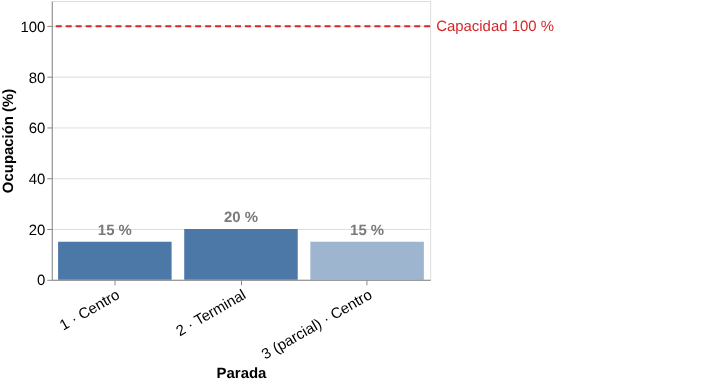 100
Capacidad 100 %
80
60
40
20
0
Ocupación (%)
15 %
20 %
15 %
1 · Centro
2 · Terminal
3 (parcial) · Centro
Parada